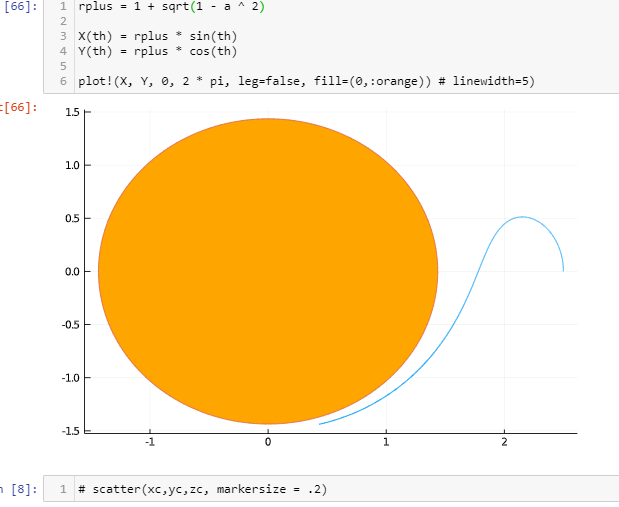 [66]: 1 rplus = 1 + sqrt(1 - a ^ 2)
2
3 X(th) = rplus * sin(th)
4 Y(th) = rplus * cos(th)
5
6 plot!(X, Y, 0, 2 * pi, leg=false, fill=(0,:orange)) # linewidth=5)
[66]:
1.5
1.0
0.5
0.0
-0.5
-1.0
-1.5
-1 0 1 2
[8]: 1 # scatter(xc,yc,zc, markersize = .2)